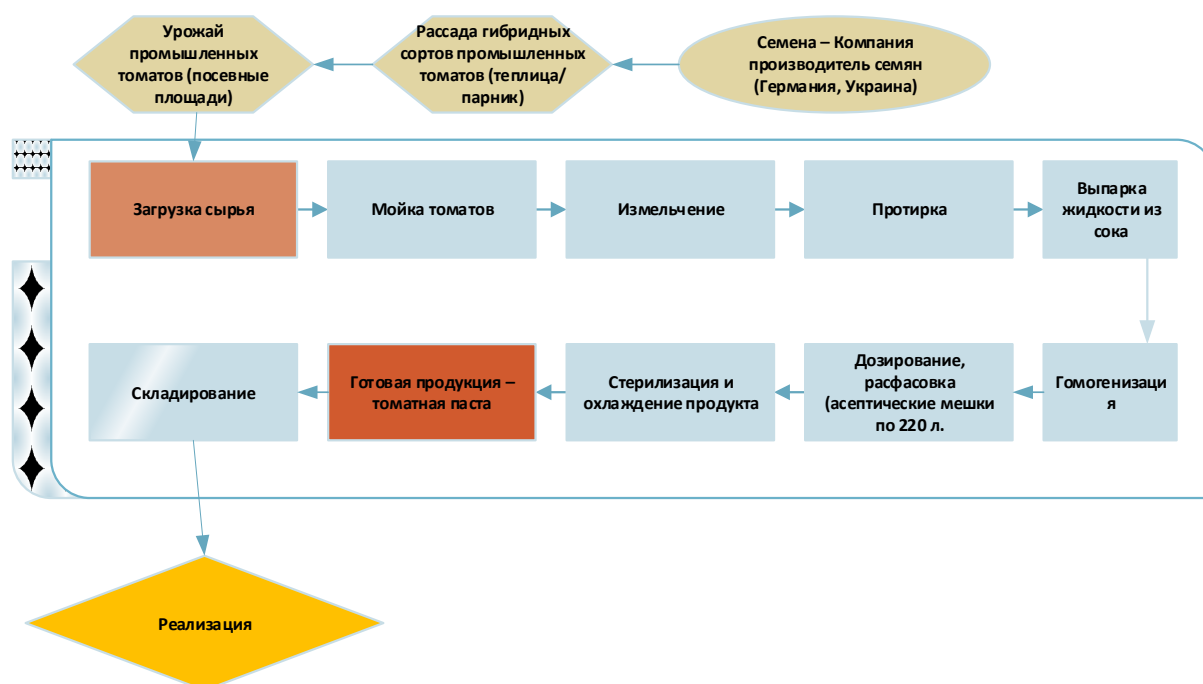 Урожай
промышленных
томатов (посевные
площади)
Рассада гибридных
сортов промышленных
томатов (теплица/
парник)
Семена – Компания
производитель семян
(Германия, Украина)
Загрузка сырья
Мойка томатов
Измельчение
Протирка
Выпарка
жидкости из
сока
Складирование
Готовая продукция –
томатная паста
Стерилизация и
охлаждение продукта
Дозирование,
расфасовка
(асептические мешки
по 220 л.
Гомогенизаци
я
Реализация